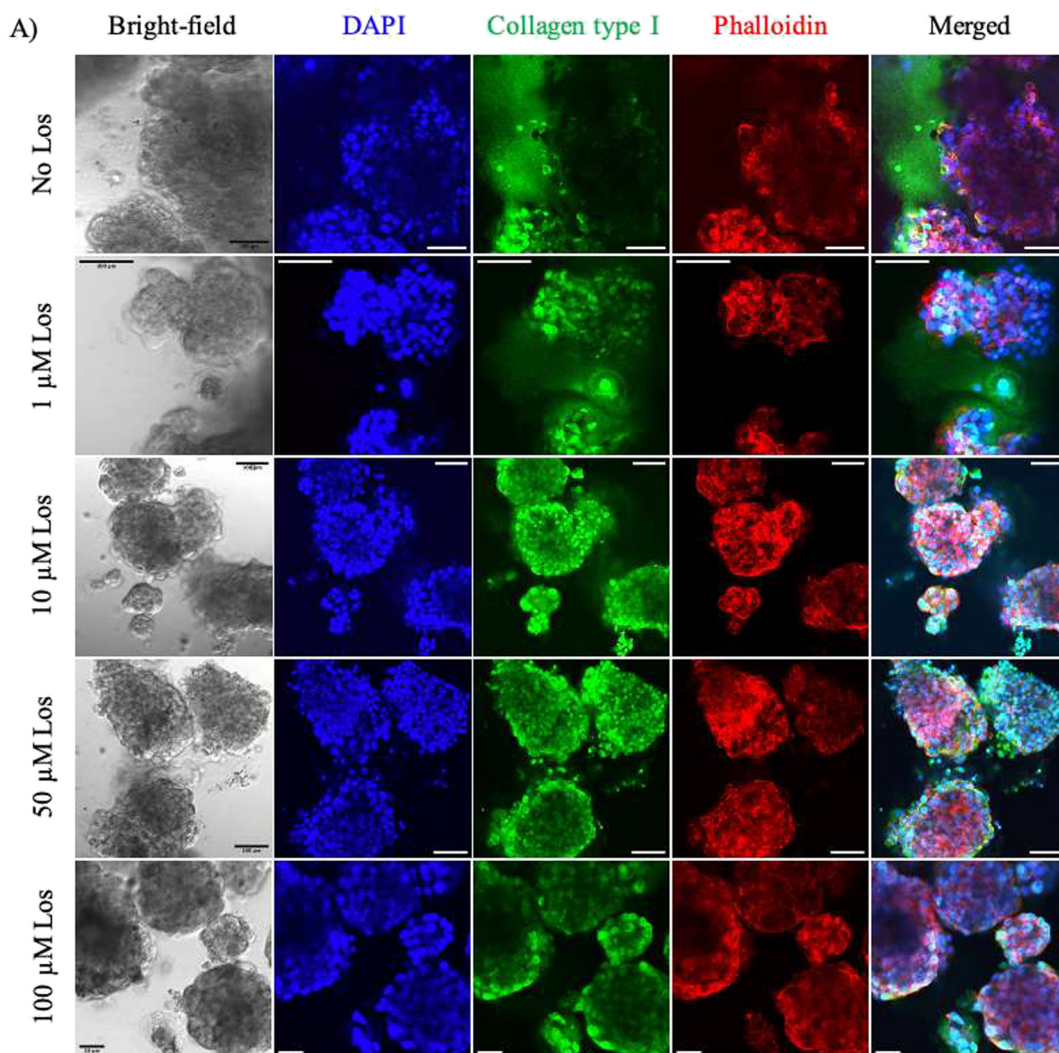 A)
Bright-field
DAPI
Collagen type I
Phalloidin
Merged
No Los
1 µM Los
10 µM Los
50 µM Los
100 µM Los